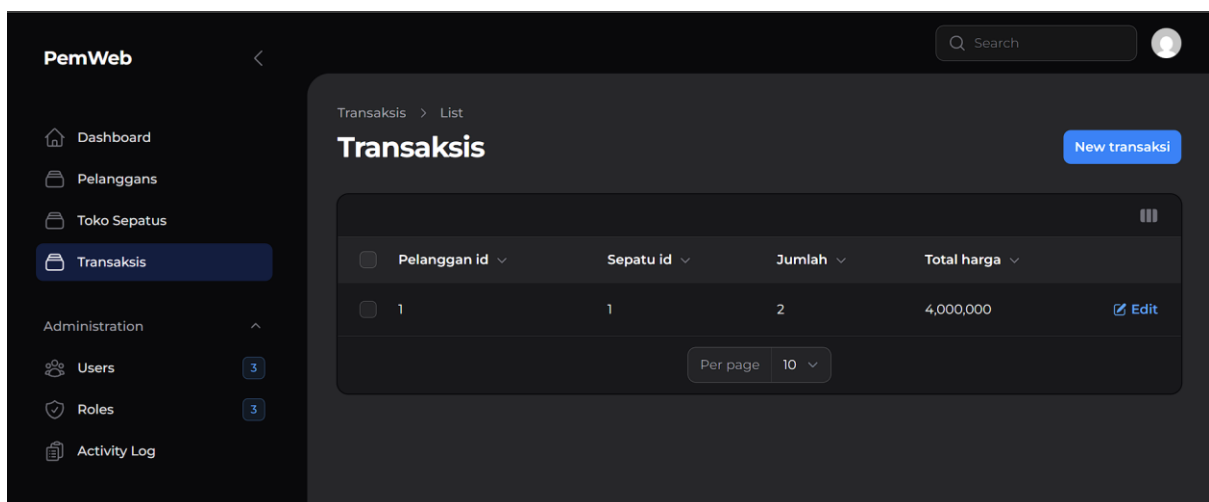 PemWeb
Search
Dashboard
Pelanggans
Toko Sepatus
Transaksis
Administration
Users 3
Roles 3
Activity Log
Transaksis > List
Transaksis
New transaksi
Pelanggan id Sepatu id Jumlah Total harga
1 1 2 4,000,000 Edit
Per page 10